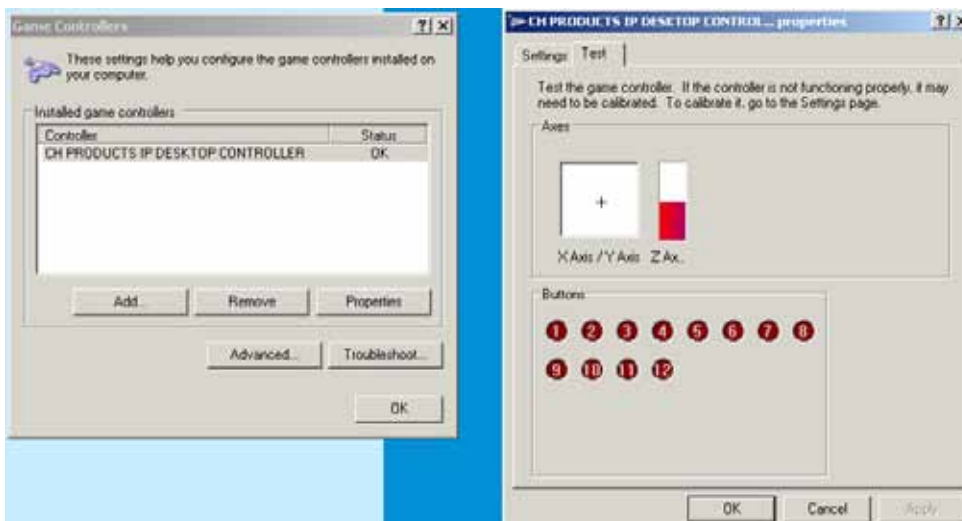 Game Controllers
These settings help you configure the game controllers installed on
your computer.
Installed game controllers
Controller Status
CH PRODUCTS IP DESKTOP CONTROLLER OK
Add... Remove Properties
Advanced... Troubleshoot...
OK
CH PRODUCTS IP DESKTOP CONTROL... properties
Settings Test
Test the game controller. If the controller is not functioning properly, it may
need to be calibrated. To calibrate it, go to the Settings page.
Axes
X Axis / Y Axis Z Ax..
Buttons
1 2 3 4 5 6 7 8
9 10 11 12
OK Cancel Apply